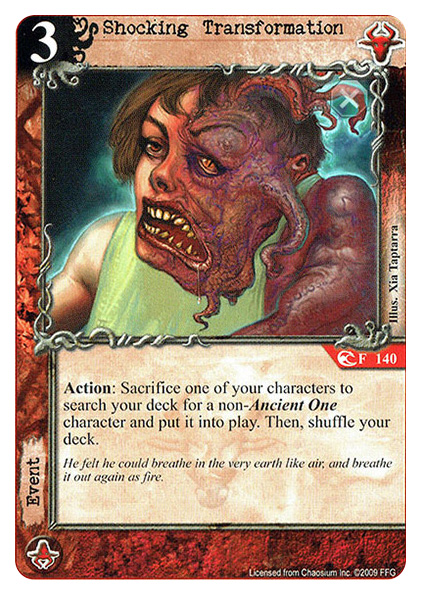 3
Shocking Transformation
Illus. Xia Taptarra
F 140
Action: Sacrifice one of your characters to
search your deck for a non-Ancient One
character and put it into play. Then, shuffle your
deck.
He felt he could breathe in the very earth like air, and breathe
it out again as fire.
Event
Licensed from Chaosium Inc. ©2009 FFG